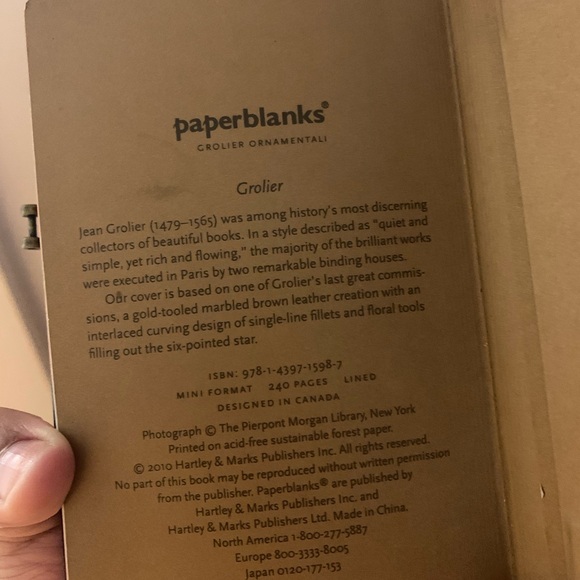 paperblanks®
GROLIER ORNAMENTALI
Grolier
Jean Grolier (1479–1565) was among history's most discerning
collectors of beautiful books. In a style described as “quiet and
simple, yet rich and flowing,” the majority of the brilliant works
were executed in Paris by two remarkable binding houses.
Our cover is based on one of Grolier's last great commis-
sions, a gold-tooled marbled brown leather creation with an
interlaced curving design of single-line fillets and floral tools
filling out the six-pointed star.
ISBN: 978-1-4397-1598-7
MINI FORMAT 240 PAGES LINED
DESIGNED IN CANADA
Photograph © The Pierpont Morgan Library, New York
Printed on acid-free sustainable forest paper.
© 2010 Hartley & Marks Publishers Inc. All rights reserved.
No part of this book may be reproduced without written permission
from the publisher. Paperblanks® are published by
Hartley & Marks Publishers Inc. and
Hartley & Marks Publishers Ltd. Made in China.
North America 1-800-277-5887
Europe 800-3333-8005
Japan 0120-177-153